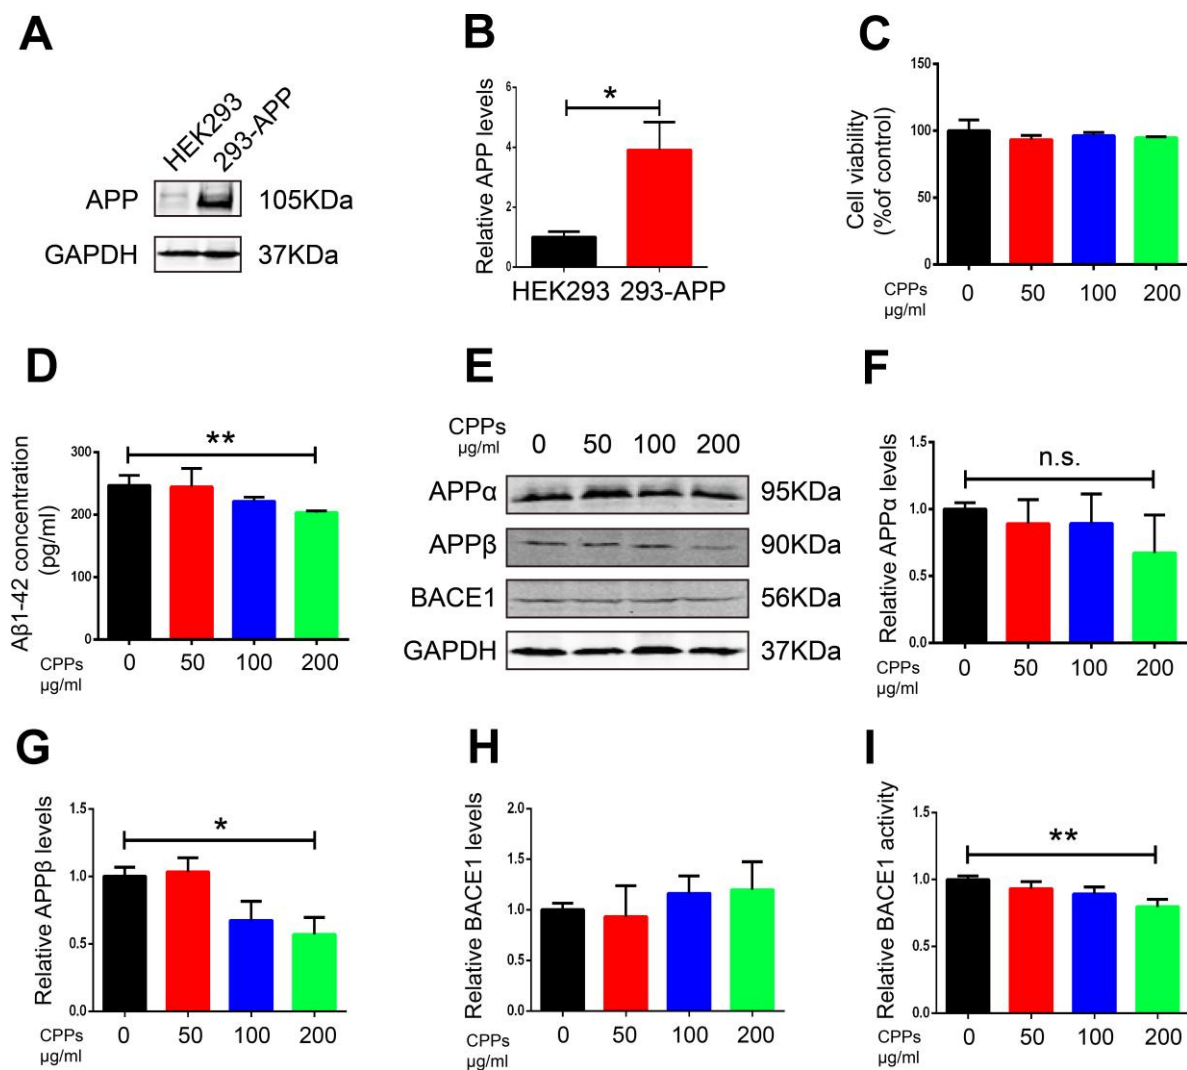 A
HEK293
293-APP
APP
105KDa
GAPDH
37KDa
B
Relative APP levels
6
4
2
0
*
HEK293
293-APP
C
Cell viability
(%of control)
150
100
50
0
CPPs
µg/ml
0 50 100 200
D
Aβ1-42 concentration
(pg/ml)
300
200
100
0
**
CPPs
µg/ml
0 50 100 200
E
CPPs
µg/ml
0 50 100 200
APPα
95KDa
APPβ
90KDa
BACE1
56KDa
GAPDH
37KDa
F
Relative APPα levels
1.5
1.0
0.5
0.0
n.s.
CPPs
µg/ml
0 50 100 200
G
Relative APPβ levels
1.5
1.0
0.5
0.0
*
CPPs
µg/ml
0 50 100 200
H
Relative BACE1 levels
2.0
1.5
1.0
0.5
0.0
CPPs
µg/ml
0 50 100 200
I
Relative BACE1 activity
1.5
1.0
0.5
0.0
**
CPPs
µg/ml
0 50 100 200